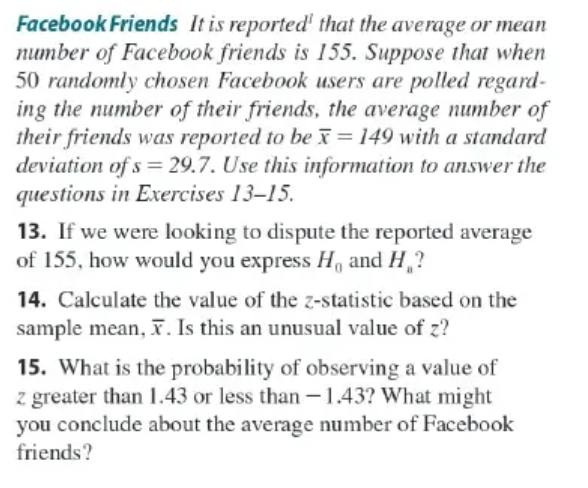 Facebook Friends It is reported¹ that the average or mean
number of Facebook friends is 155. Suppose that when
50 randomly chosen Facebook users are polled regard-
ing the number of their friends, the average number of
their friends was reported to be x̅ = 149 with a standard
deviation of s = 29.7. Use this information to answer the
questions in Exercises 13–15.
13. If we were looking to dispute the reported average
of 155, how would you express H₀ and Hₐ?
14. Calculate the value of the z-statistic based on the
sample mean, x̅. Is this an unusual value of z?
15. What is the probability of observing a value of
z greater than 1.43 or less than −1.43? What might
you conclude about the average number of Facebook
friends?